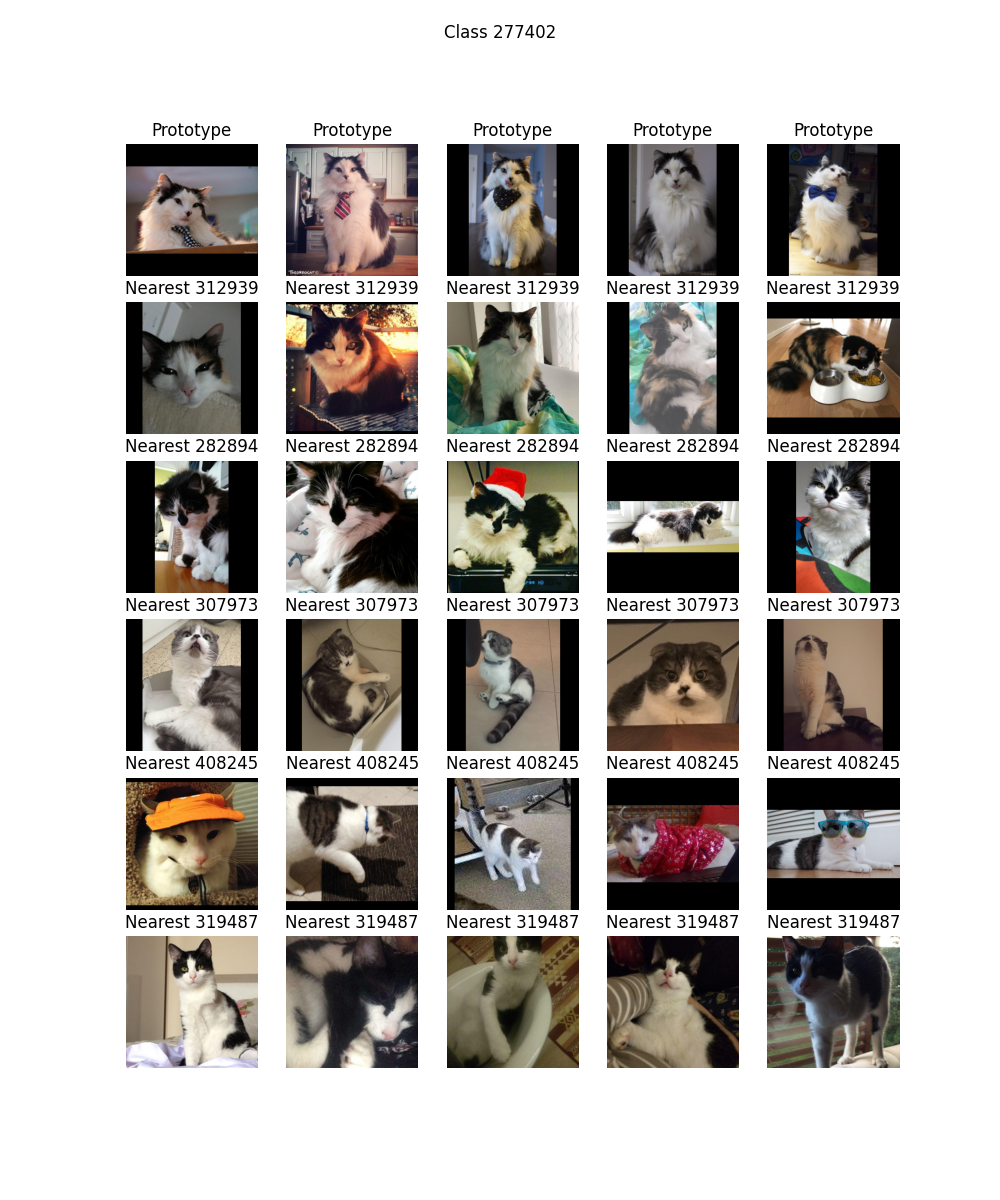 Class 277402
Prototype Prototype Prototype Prototype Prototype
Nearest 312939 Nearest 312939 Nearest 312939 Nearest 312939 Nearest 312939
Nearest 282894 Nearest 282894 Nearest 282894 Nearest 282894 Nearest 282894
Nearest 307973 Nearest 307973 Nearest 307973 Nearest 307973 Nearest 307973
Nearest 408245 Nearest 408245 Nearest 408245 Nearest 408245 Nearest 408245
Nearest 319487 Nearest 319487 Nearest 319487 Nearest 319487 Nearest 319487